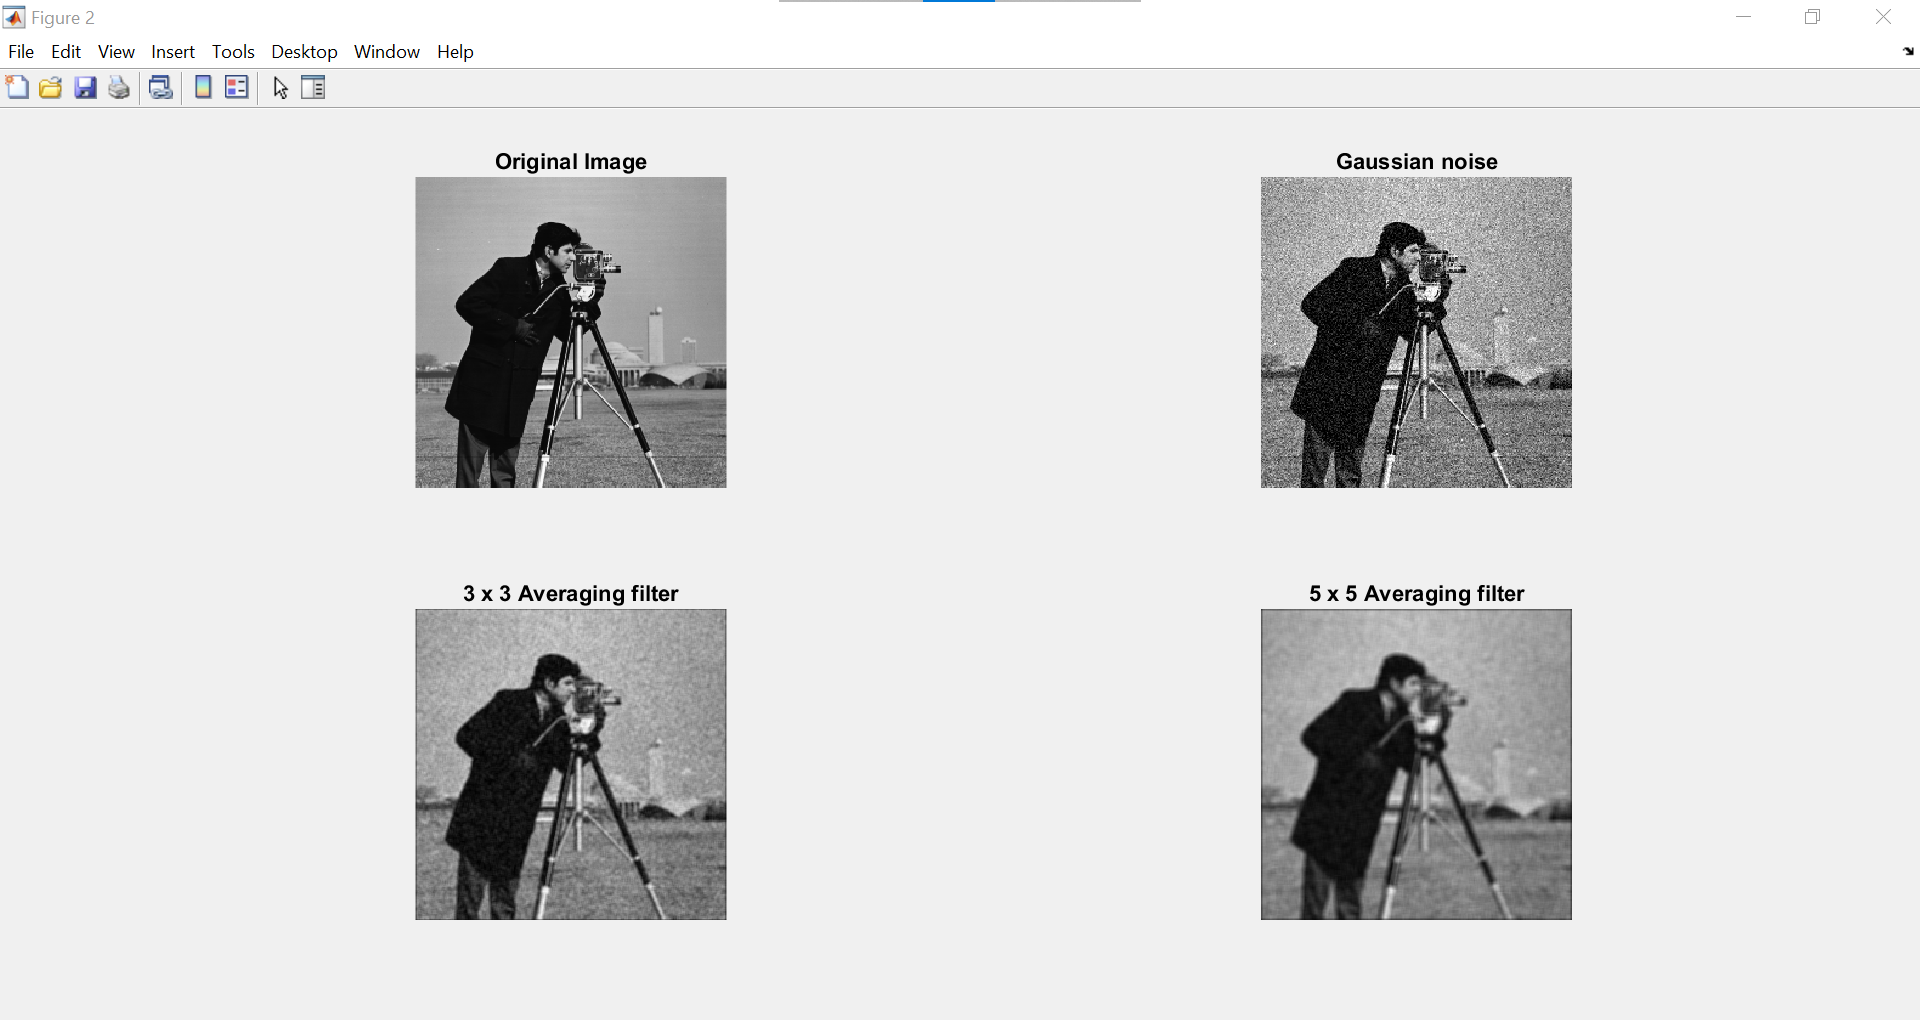 Figure 2
File Edit View Insert Tools Desktop Window Help
Original Image
Gaussian noise
3 x 3 Averaging filter
5 x 5 Averaging filter